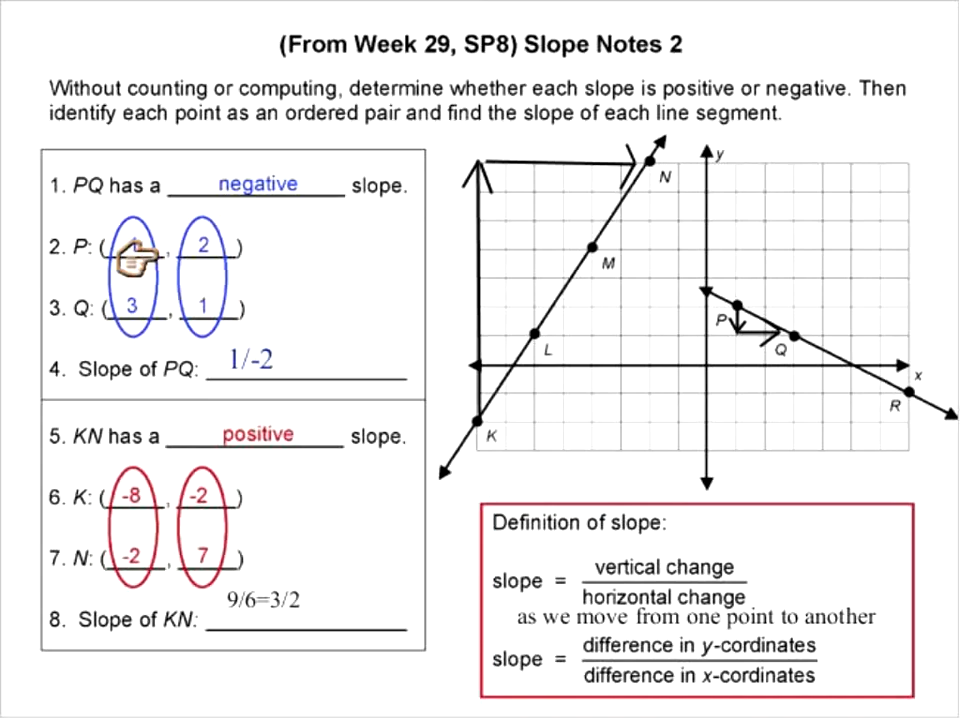 (From Week 29, SP8) Slope Notes 2
Without counting or computing, determine whether each slope is positive or negative. Then
identify each point as an ordered pair and find the slope of each line segment.
1. PQ has a negative slope.
2. P: ( , 2)
3. Q: (3, 1)
4. Slope of PQ: 1/-2
5. KN has a positive slope.
6. K: (-8, -2)
7. N: (-2, 7)
9/6=3/2
8. Slope of KN:
y
N
M
P
Q
L
x
R
K
Definition of slope:
slope = vertical change
horizontal change
as we move from one point to another
slope = difference in y-cordinates
difference in x-cordinates